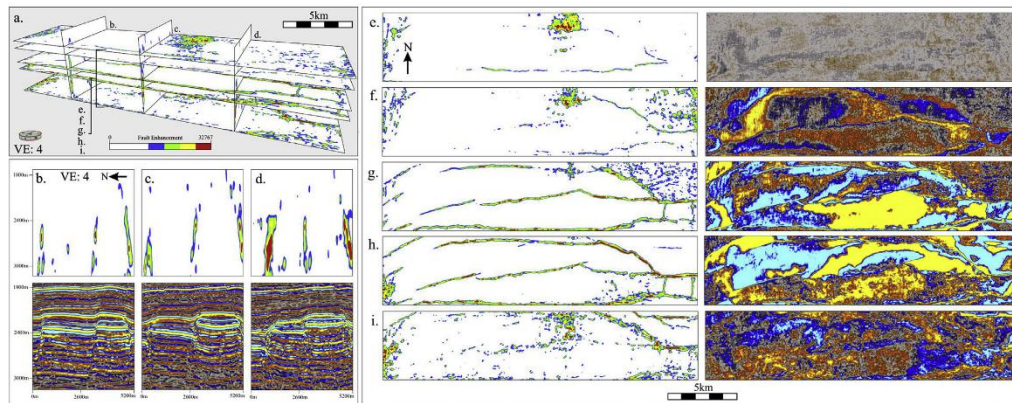 a.
5km
b.
c.
d.
e.
f.
g.
h.
i.
Fault Enhancement
0
32767
VE: 4
b.
VE: 4
N
c.
d.
1800m
2400m
3000m
1800m
2400m
3000m
0m
2600m
5200m
0m
2600m
5200m
0m
2600m
5200m
e.
N
f.
g.
h.
i.
5km